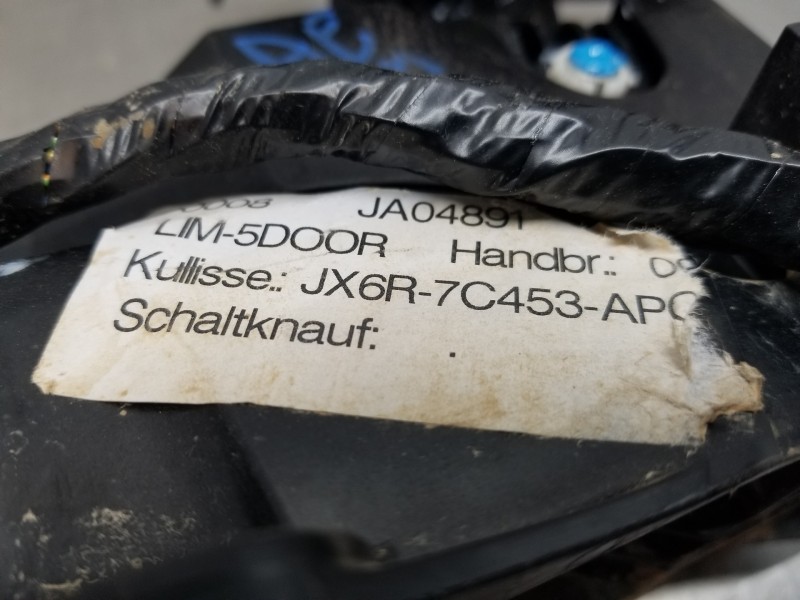 JA04891
LIM-5DOOR Handbr.:
Kullisse.: JX6R-7C453-AP
Schaltknauf: .